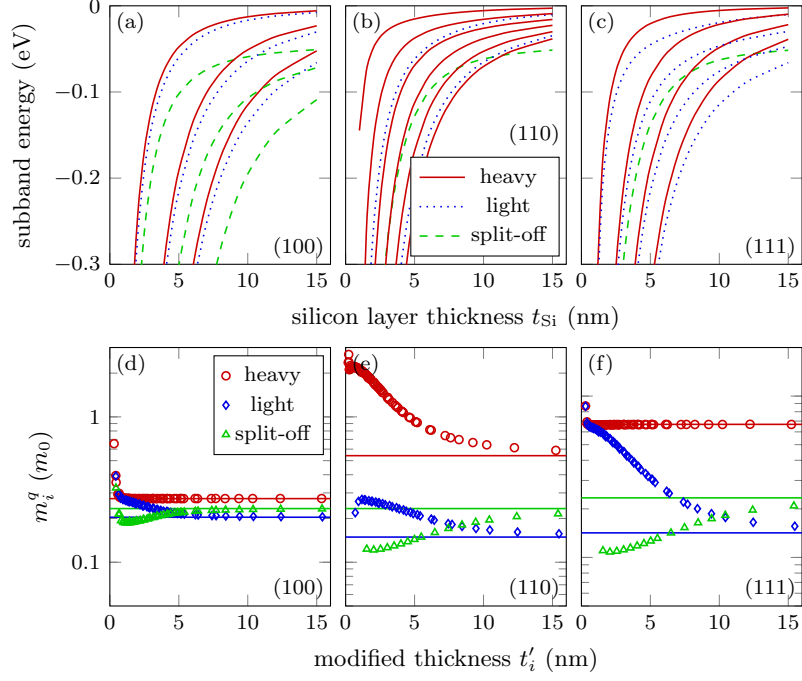 (a) (b) (c)
0
−0.1
−0.2
−0.3
subband energy (eV)
(100) (110) (111)
heavy
light
split-off
0 5 10 15 0 5 10 15 0 5 10 15
silicon layer thickness t_Si (nm)
(d) (e) (f)
heavy
light
split-off
1
0.1
m_i^q (m_0)
(100) (110) (111)
0 5 10 15 0 5 10 15 0 5 10 15
modified thickness t′_i (nm)